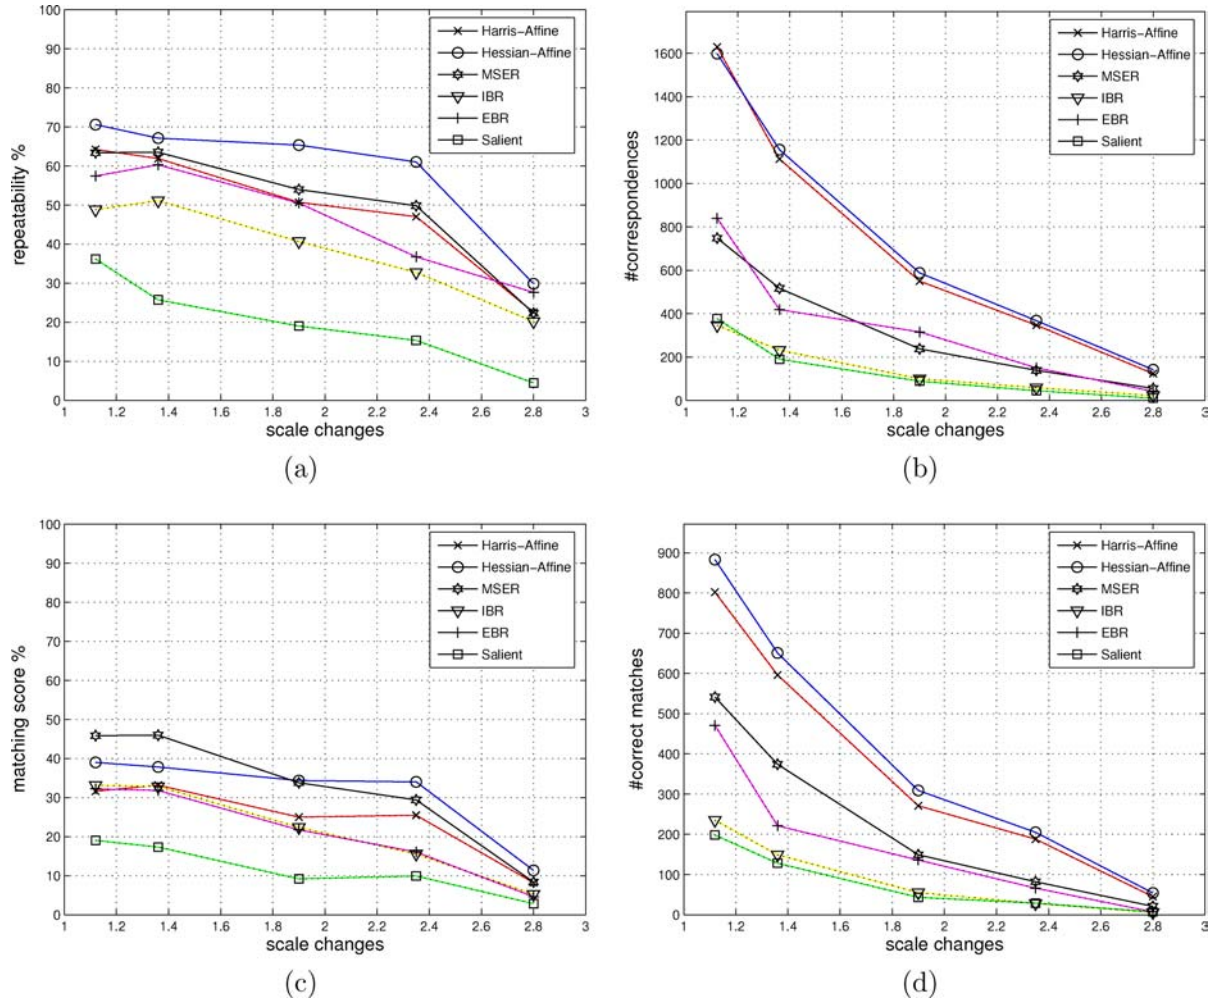 100
90
80
70
60
50
40
30
20
10
0
repeatability %
Harris-Affine
Hessian-Affine
MSER
IBR
EBR
Salient
1 1.2 1.4 1.6 1.8 2 2.2 2.4 2.6 2.8 3
scale changes
(a)
1600
1400
1200
1000
800
600
400
200
0
#correspondences
Harris-Affine
Hessian-Affine
MSER
IBR
EBR
Salient
1 1.2 1.4 1.6 1.8 2 2.2 2.4 2.6 2.8 3
scale changes
(b)
100
90
80
70
60
50
40
30
20
10
0
matching score %
Harris-Affine
Hessian-Affine
MSER
IBR
EBR
Salient
1 1.2 1.4 1.6 1.8 2 2.2 2.4 2.6 2.8 3
scale changes
(c)
900
800
700
600
500
400
300
200
100
0
#correct matches
Harris-Affine
Hessian-Affine
MSER
IBR
EBR
Salient
1 1.2 1.4 1.6 1.8 2 2.2 2.4 2.6 2.8 3
scale changes
(d)